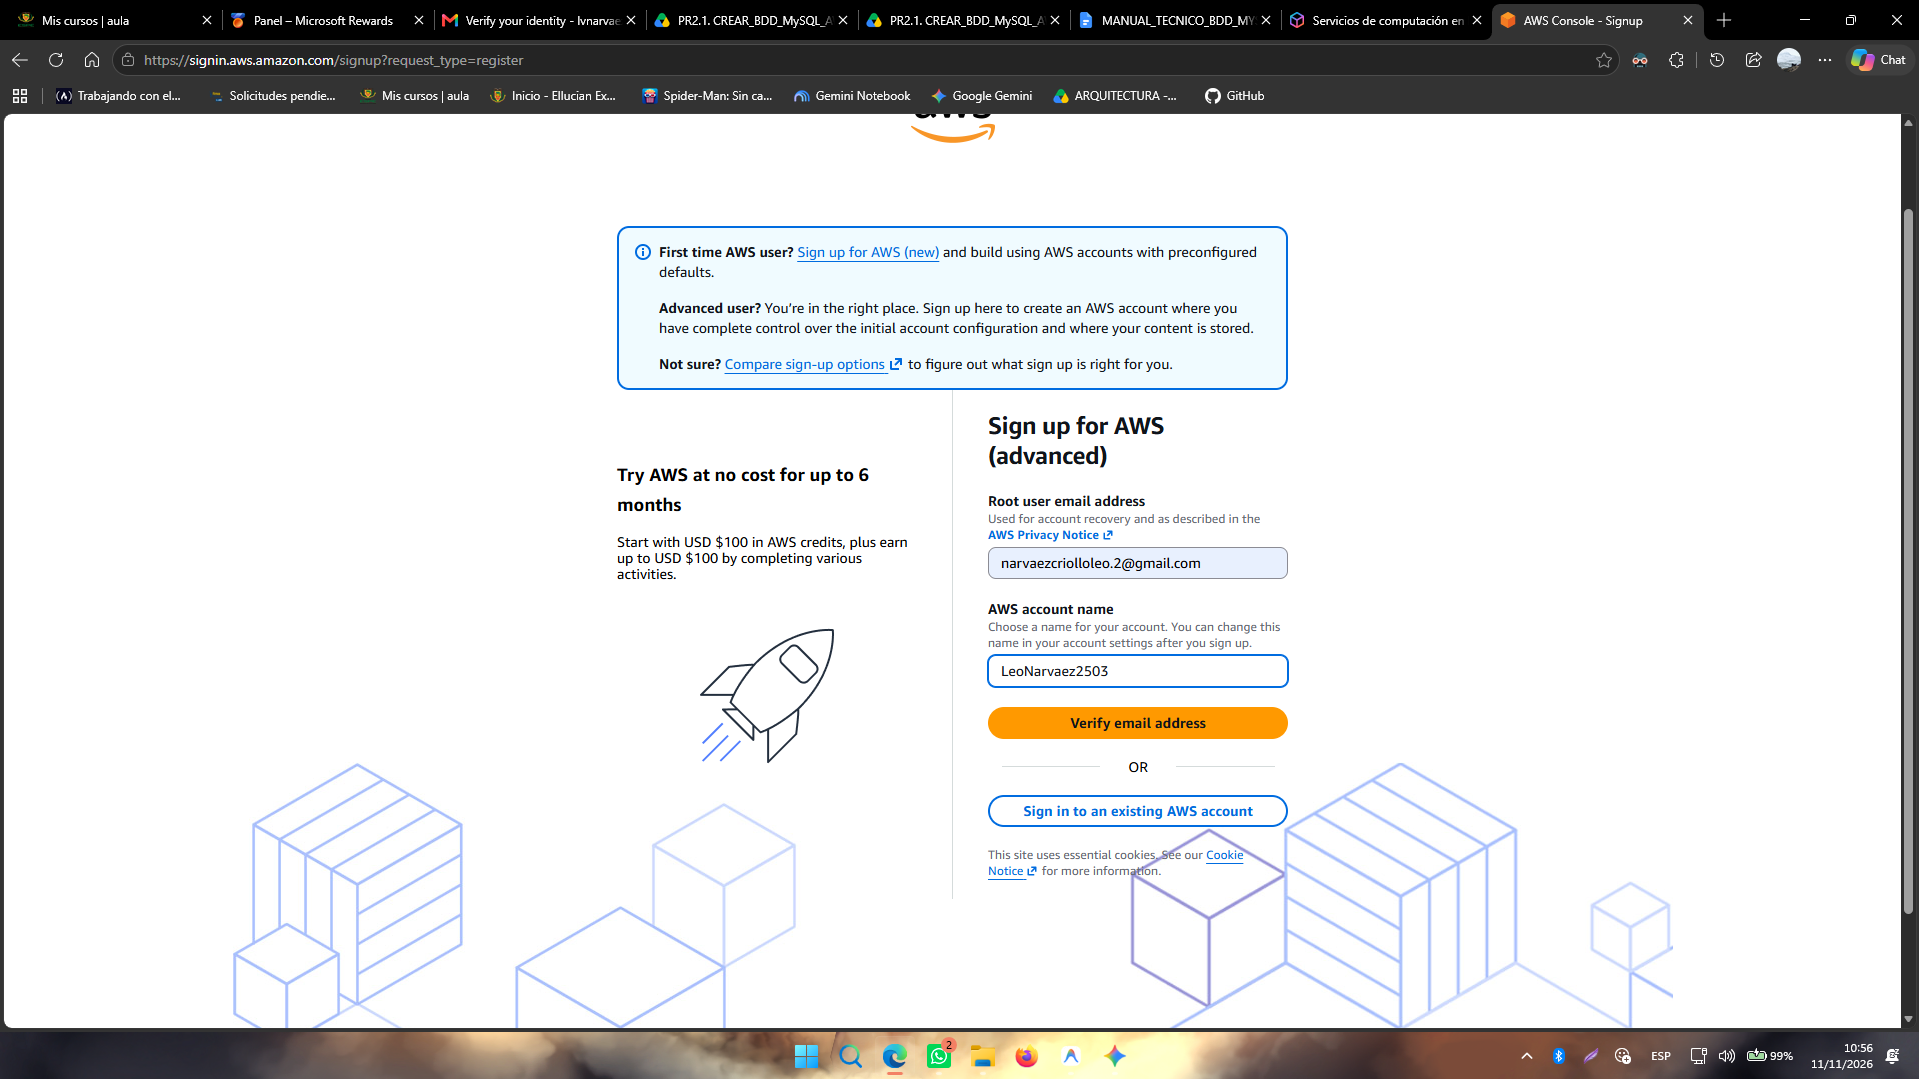 Mis cursos | aula
Panel – Microsoft Rewards
Verify your identity - lvnarvae
PR2.1. CREAR_BDD_MySQL_A
PR2.1. CREAR_BDD_MySQL_A
MANUAL_TECNICO_BDD_MY
Servicios de computación en
AWS Console - Signup
https://signin.aws.amazon.com/signup?request_type=register
Chat
Trabajando con el...
Solicitudes pendie...
Mis cursos | aula
Inicio - Ellucian Ex...
Spider-Man: Sin ca...
Gemini Notebook
Google Gemini
ARQUITECTURA -...
GitHub
aws
First time AWS user? Sign up for AWS (new) and build using AWS accounts with preconfigured
defaults.
Advanced user? You’re in the right place. Sign up here to create an AWS account where you
have complete control over the initial account configuration and where your content is stored.
Not sure? Compare sign-up options to figure out what sign up is right for you.
Try AWS at no cost for up to 6
months
Start with USD $100 in AWS credits, plus earn
up to USD $100 by completing various
activities.
Sign up for AWS
(advanced)
Root user email address
Used for account recovery and as described in the
AWS Privacy Notice
narvaezcriolloleo.2@gmail.com
AWS account name
Choose a name for your account. You can change this
name in your account settings after you sign up.
LeoNarvaez2503
Verify email address
OR
Sign in to an existing AWS account
This site uses essential cookies. See our Cookie
Notice for more information.
2
ESP
99%
10:56
11/11/2026